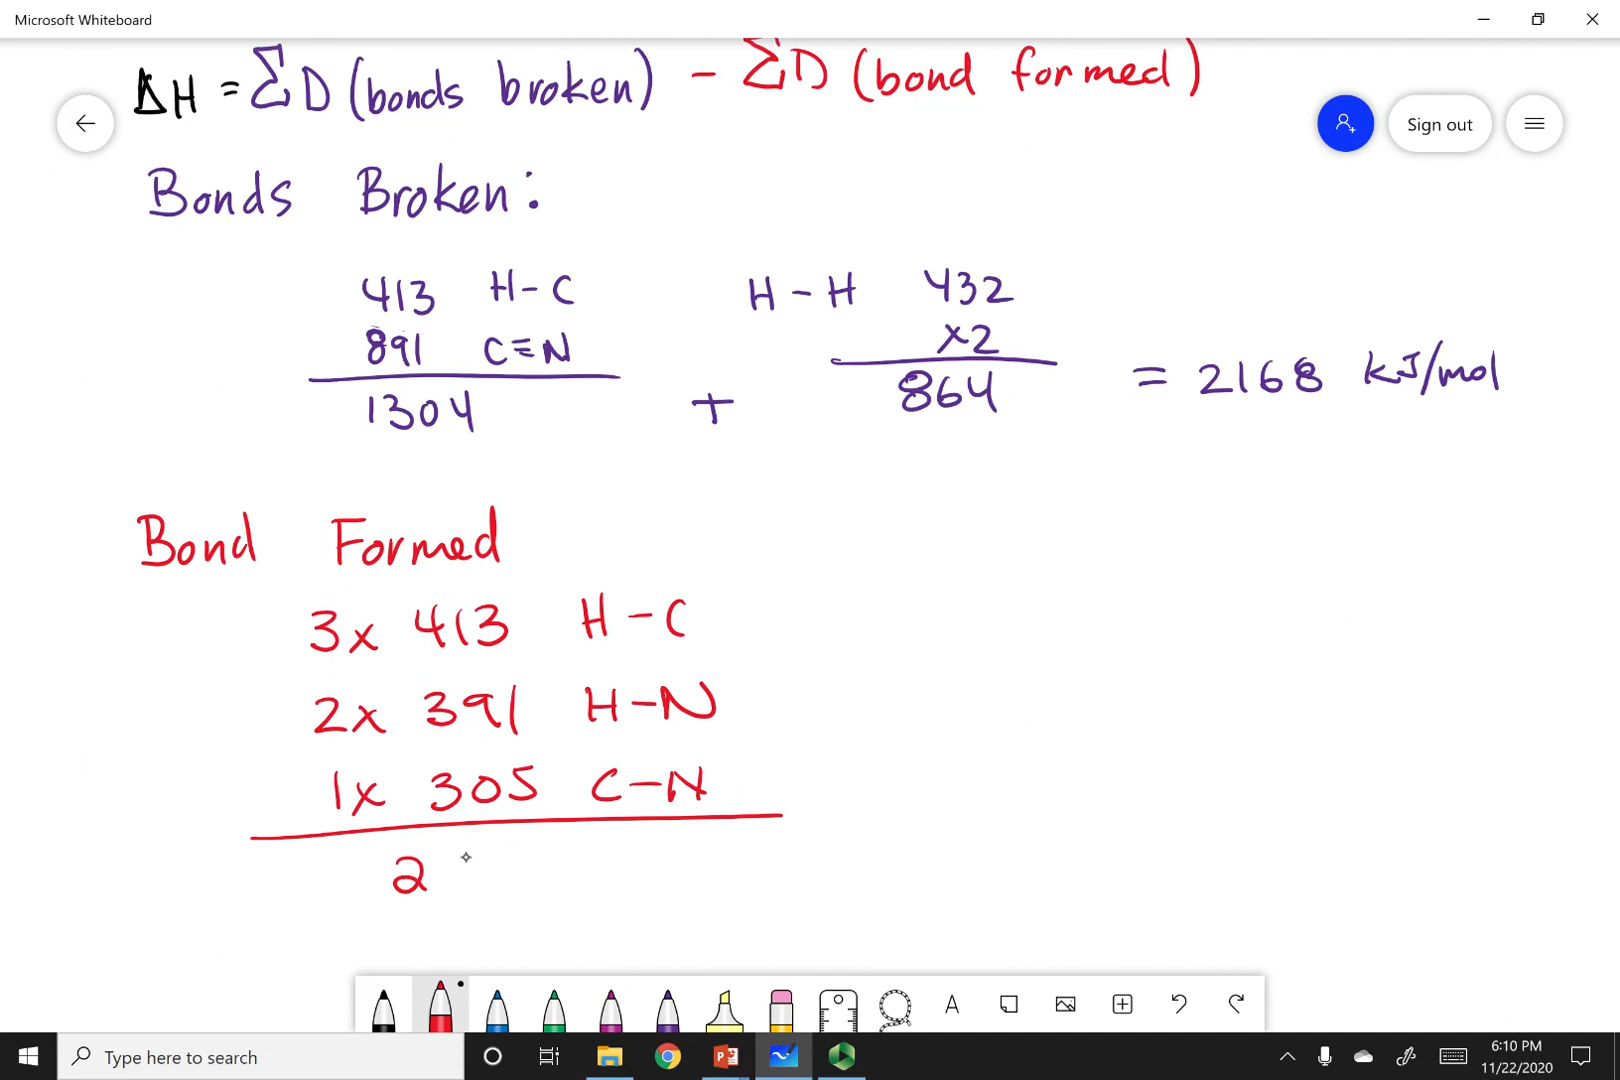 Microsoft Whiteboard
ΔH = ΣD (bonds broken) - ΣD (bond formed)
Sign out
Bonds Broken:
413 H-C H-H 432
891 C≡N x2
1304 + 864 = 2168 kJ/mol
Bond Formed
3x 413 H-C
2x 391 H-N
1x 305 C-N
2
A
Type here to search
6:10 PM
11/22/2020